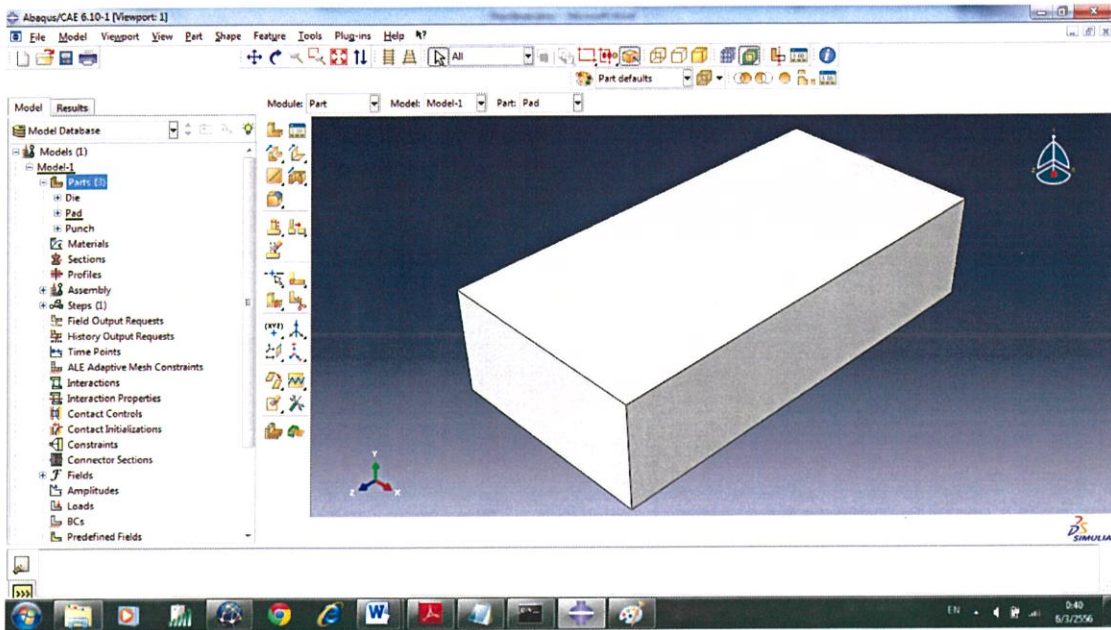 Abaqus/CAE 6.10-1 [Viewport: 1]
File Model Viewport View Part Shape Feature Tools Plug-ins Help
All
Part defaults
Model Results
Module: Part Model: Model-1 Part: Pad
Model Database
Models (1)
Model-1
Parts (3)
Die
Pad
Punch
Materials
Sections
Profiles
Assembly
Steps (1)
Field Output Requests
History Output Requests
Time Points
ALE Adaptive Mesh Constraints
Interactions
Interaction Properties
Contact Controls
Contact Initializations
Constraints
Connector Sections
Fields
Amplitudes
Loads
BCs
Predefined Fields
(XYZ)
Y
Z
X
SIMULIA
>>>
EN
0:40
6/3/2556